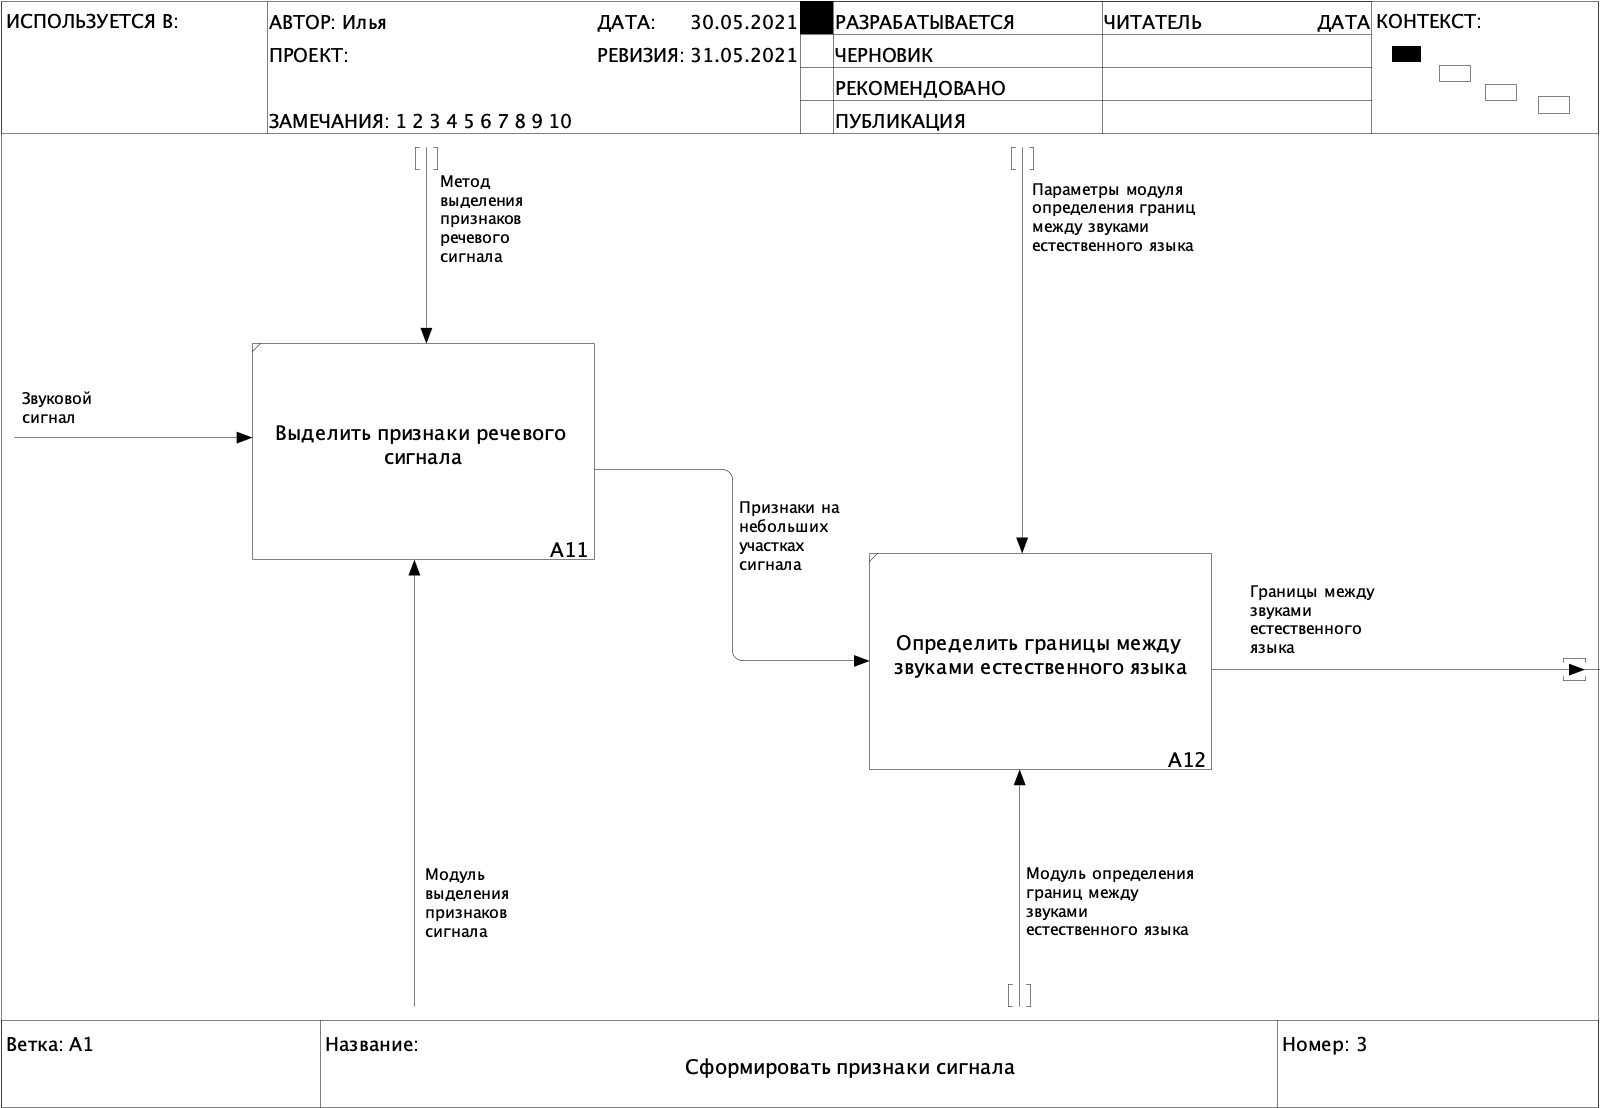 ИСПОЛЬЗУЕТСЯ В:
АВТОР: Илья
ДАТА: 30.05.2021
ПРОЕКТ:
РЕВИЗИЯ: 31.05.2021
ЗАМЕЧАНИЯ: 1 2 3 4 5 6 7 8 9 10
РАЗРАБАТЫВАЕТСЯ
ЧЕРНОВИК
РЕКОМЕНДОВАНО
ПУБЛИКАЦИЯ
ЧИТАТЕЛЬ
ДАТА
КОНТЕКСТ:
Метод
выделения
признаков
речевого
сигнала
Параметры модуля
определения границ
между звуками
естественного языка
Звуковой
сигнал
Выделить признаки речевого
сигнала
A11
Признаки на
небольших
участках
сигнала
Определить границы между
звуками естественного языка
A12
Границы между
звуками
естественного
языка
Модуль
выделения
признаков
сигнала
Модуль определения
границ между
звуками
естественного языка
Ветка: A1
Название:
Сформировать признаки сигнала
Номер: 3